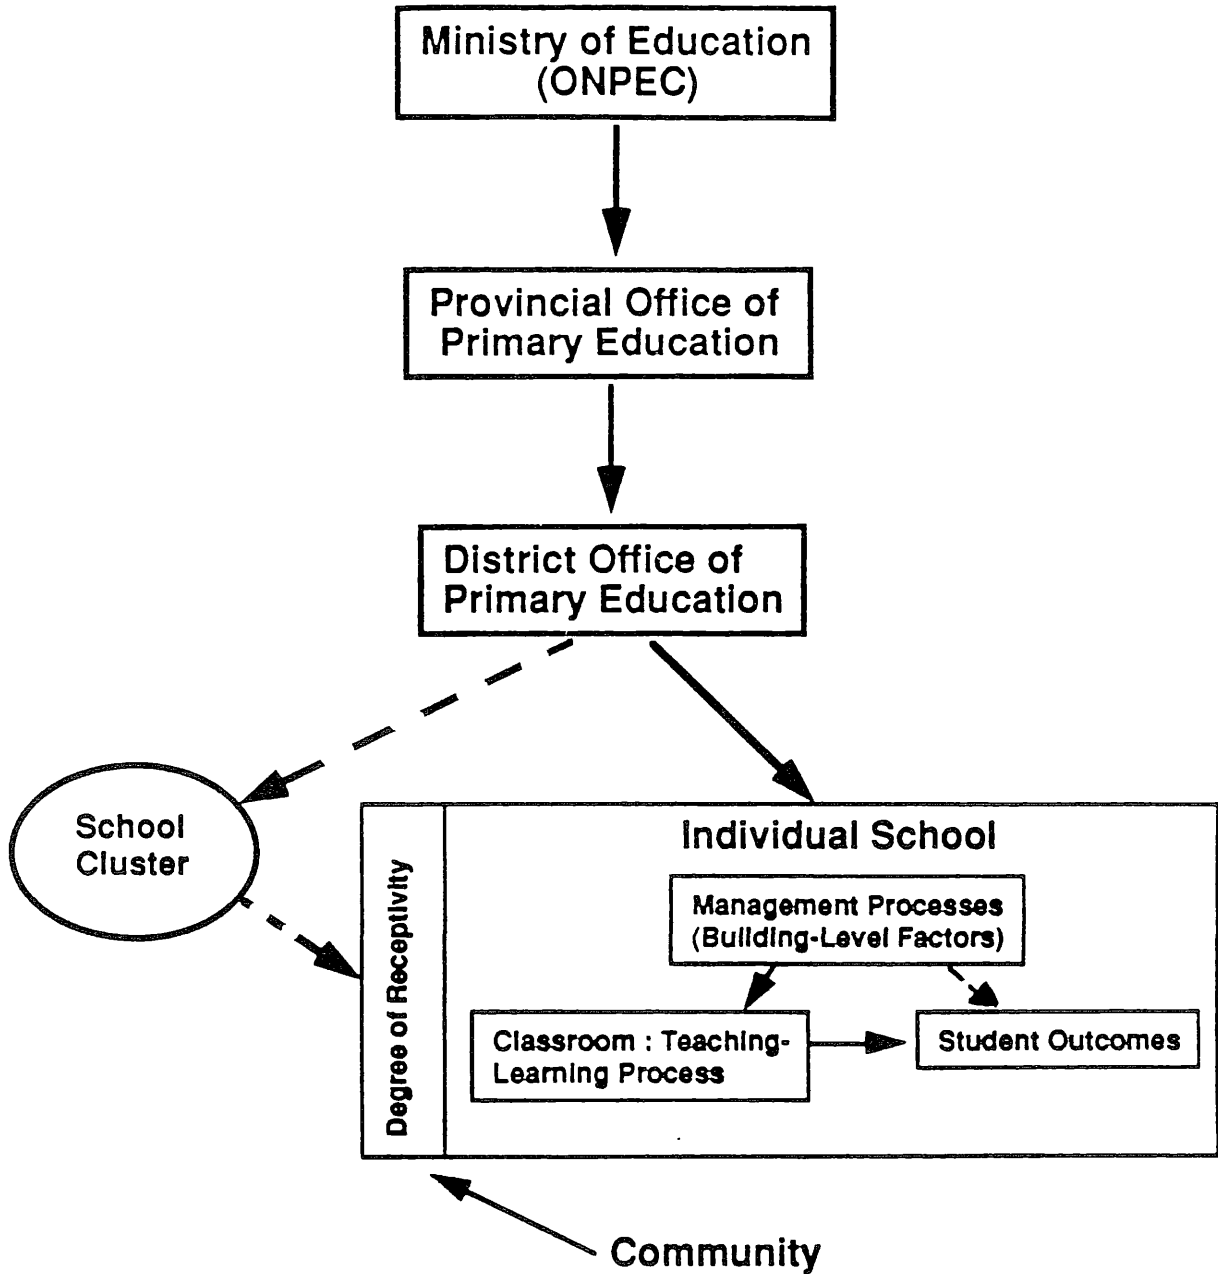 Ministry of Education
(ONPEC)
Provincial Office of
Primary Education
District Office of
Primary Education
School
Cluster
Degree of Receptivity
Individual School
Management Processes
(Building-Level Factors)
Classroom : Teaching-
Learning Process
Student Outcomes
Community